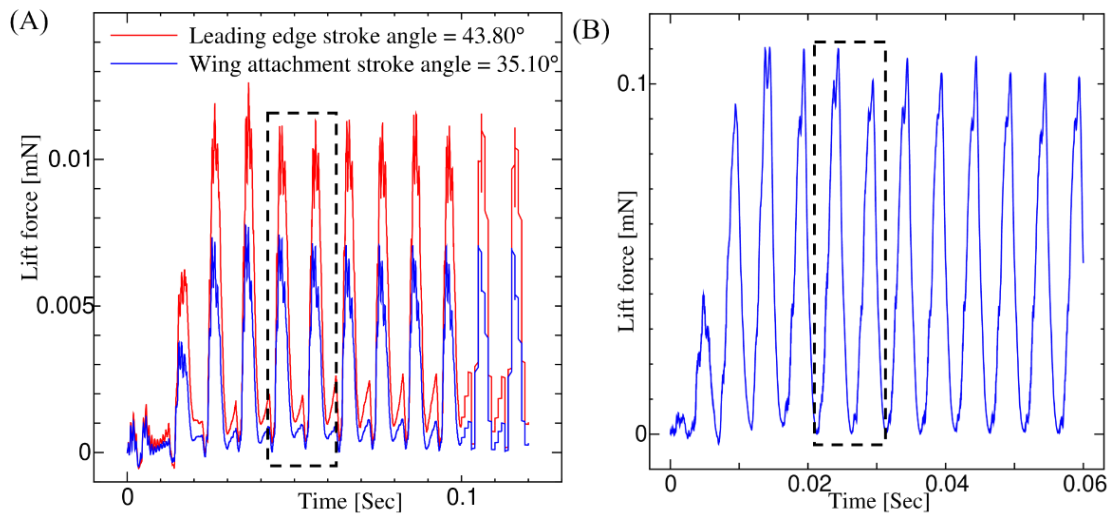 (A)
Leading edge stroke angle = 43.80°
Wing attachment stroke angle = 35.10°
Lift force [mN]
0.01
0.005
0
0
0.1
Time [Sec]
(B)
Lift force [mN]
0.1
0
0
0.02
0.04
0.06
Time [Sec]